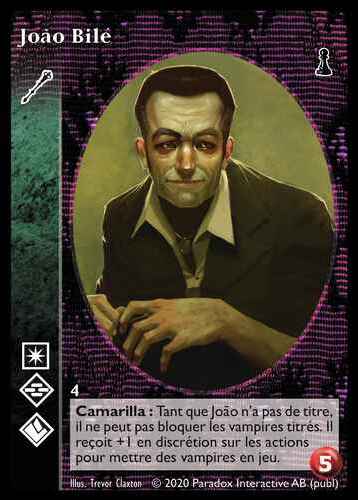 João Bilé
4
Camarilla : Tant que João n'a pas de titre,
il ne peut pas bloquer les vampires titrés. Il
reçoit +1 en discrétion sur les actions
pour mettre des vampires en jeu.
5
Illus. Trevor Claxton © 2020 Paradox Interactive AB (publ)